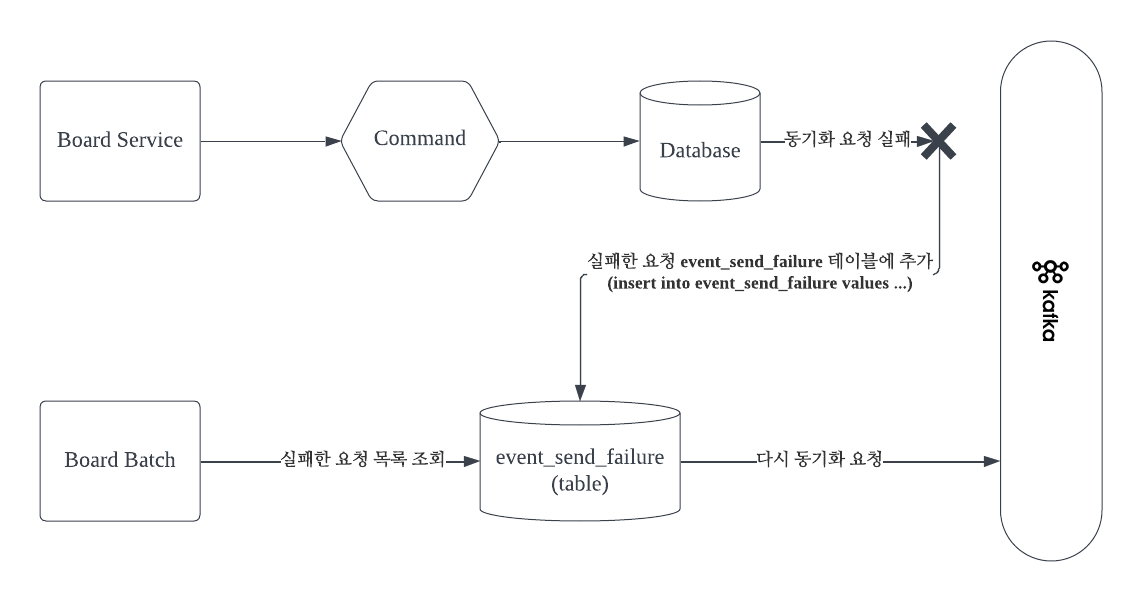 Board Service
Command
Database
동기화 요청 실패
실패한 요청 event_send_failure 테이블에 추가
(insert into event_send_failure values ...)
kafka
Board Batch
실패한 요청 목록 조회
event_send_failure
(table)
다시 동기화 요청